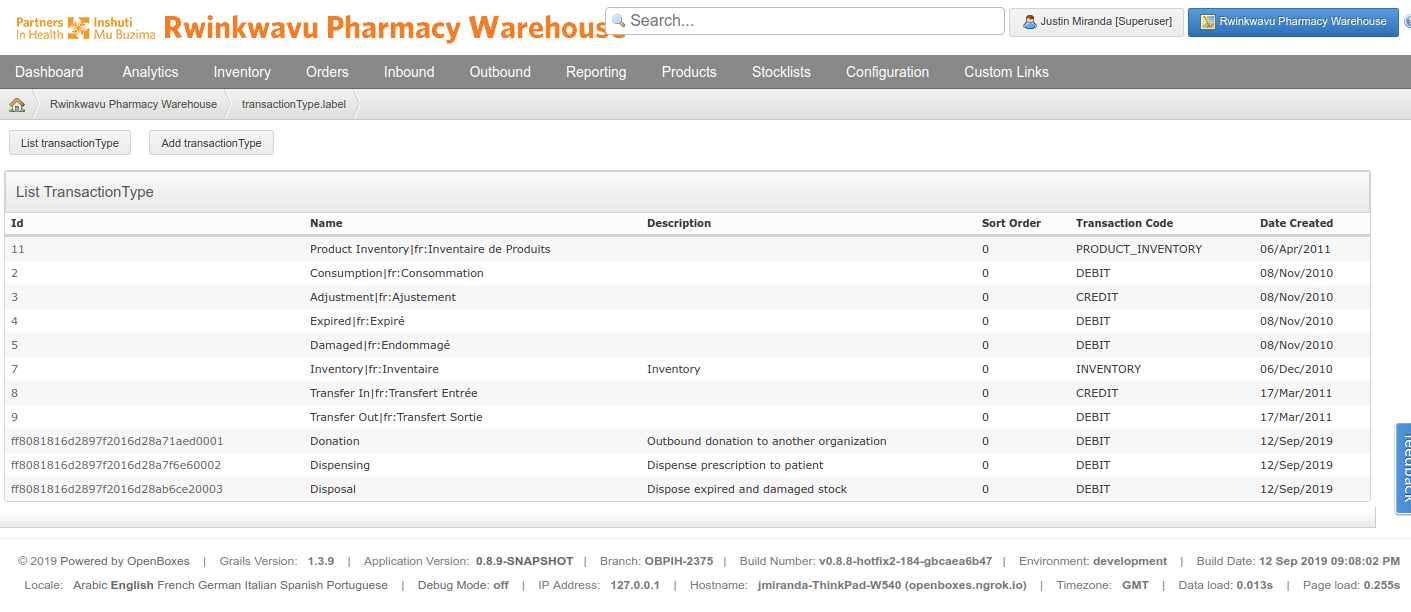 Partners In Health Inshuti Mu Buzima Rwinkwavu Pharmacy Warehouse Search... Justin Miranda [Superuser] Rwinkwavu Pharmacy Warehouse
Dashboard Analytics Inventory Orders Inbound Outbound Reporting Products Stocklists Configuration Custom Links
Rwinkwavu Pharmacy Warehouse transactionType.label
List transactionType Add transactionType
List TransactionType
Id Name Description Sort Order Transaction Code Date Created
11 Product Inventory|fr:Inventaire de Produits 0 PRODUCT_INVENTORY 06/Apr/2011
2 Consumption|fr:Consommation 0 DEBIT 08/Nov/2010
3 Adjustment|fr:Ajustement 0 CREDIT 08/Nov/2010
4 Expired|fr:Expiré 0 DEBIT 08/Nov/2010
5 Damaged|fr:Endommagé 0 DEBIT 08/Nov/2010
7 Inventory|fr:Inventaire Inventory 0 INVENTORY 06/Dec/2010
8 Transfer In|fr:Transfert Entrée 0 CREDIT 17/Mar/2011
9 Transfer Out|fr:Transfert Sortie 0 DEBIT 17/Mar/2011
ff8081816d2897f2016d28a71aed0001 Donation Outbound donation to another organization 0 DEBIT 12/Sep/2019
ff8081816d2897f2016d28a7f6e60002 Dispensing Dispense prescription to patient 0 DEBIT 12/Sep/2019
ff8081816d2897f2016d28ab6ce20003 Disposal Dispose expired and damaged stock 0 DEBIT 12/Sep/2019
feedback
© 2019 Powered by OpenBoxes | Grails Version: 1.3.9 | Application Version: 0.8.9-SNAPSHOT | Branch: OBPIH-2375 | Build Number: v0.8.8-hotfix2-184-gbcaea6b47 | Environment: development | Build Date: 12 Sep 2019 09:08:02 PM
Locale: Arabic English French German Italian Spanish Portuguese | Debug Mode: off | IP Address: 127.0.0.1 | Hostname: jmiranda-ThinkPad-W540 (openboxes.ngrok.io) | Timezone: GMT | Data load: 0.013s | Page load: 0.255s